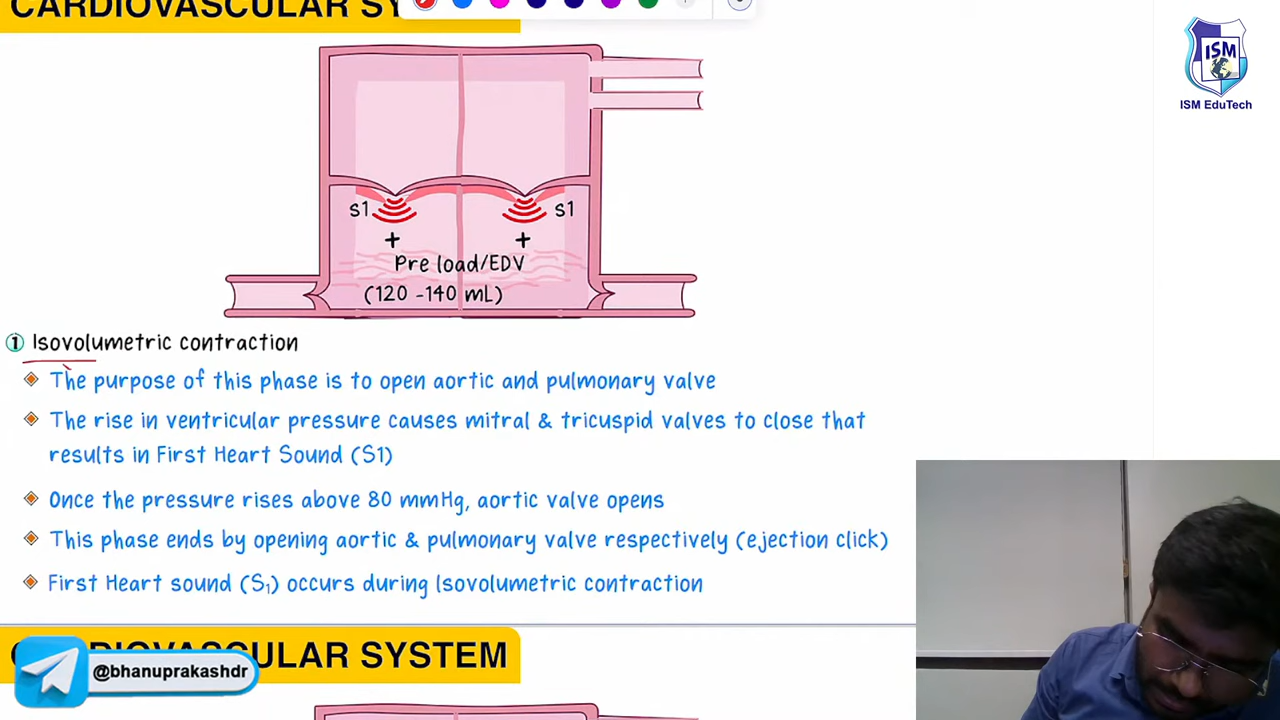 CARDIOVASCULAR SY
ISM
ISM EduTech
s1 s1
+ +
Pre load/EDV
(120 -140 mL)
① Isovolumetric contraction
The purpose of this phase is to open aortic and pulmonary valve
The rise in ventricular pressure causes mitral & tricuspid valves to close that
results in First Heart Sound (S1)
Once the pressure rises above 80 mmHg, aortic valve opens
This phase ends by opening aortic & pulmonary valve respectively (ejection click)
First Heart sound (S₁) occurs during Isovolumetric contraction
CARDIOVASCULAR SYSTEM
@bhanuprakashdr